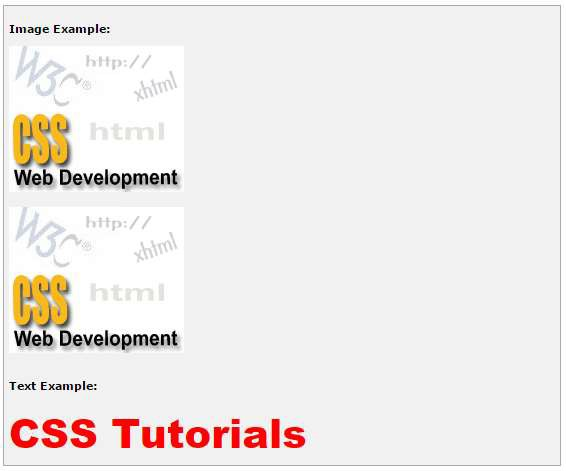 Image Example:
W3C® http://
xhtml
html
CSS
Web Development
W3C® http://
xhtml
html
CSS
Web Development
Text Example:
CSS Tutorials